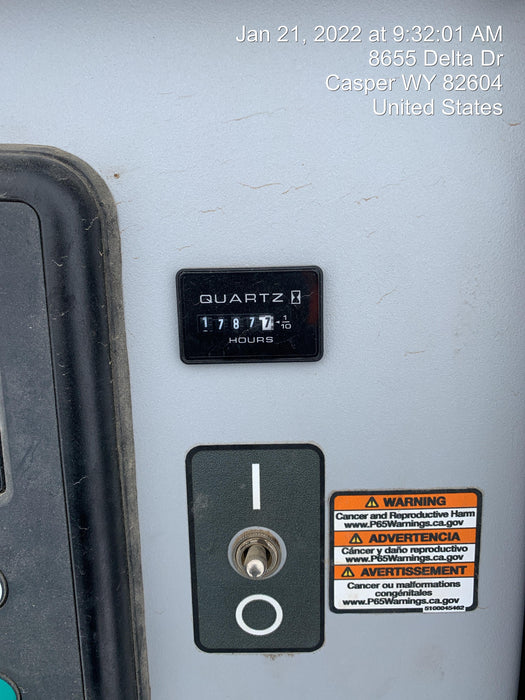 Jan 21, 2022 at 9:32:01 AM
8655 Delta Dr
Casper WY 82604
United States
QUARTZ
17877 1/10
HOURS
WARNING
Cancer and Reproductive Harm
www.P65Warnings.ca.gov
ADVERTENCIA
Cáncer y daño reproductivo
www.P65Warnings.ca.gov
AVERTISSEMENT
Cancer ou malformations
congénitales
www.P65Warnings.ca.gov
5100045462